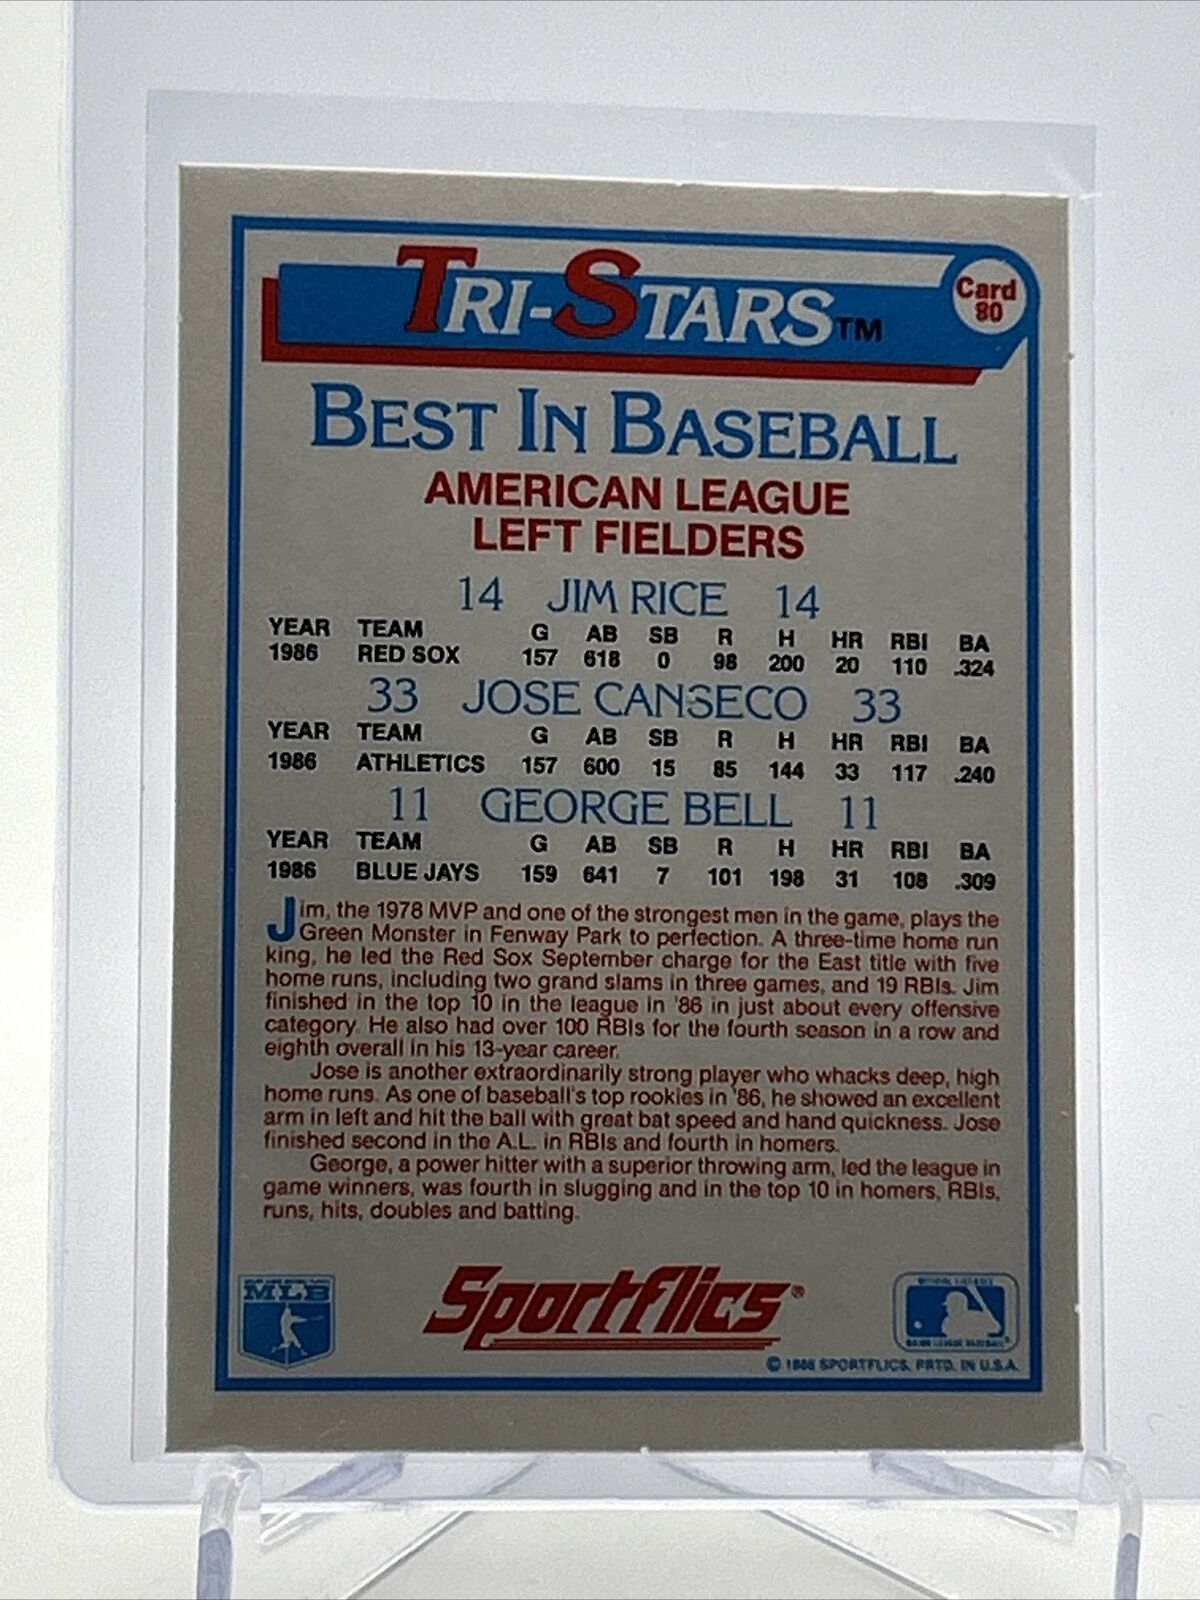 TRI-STARS™
Card
80
BEST IN BASEBALL
AMERICAN LEAGUE
LEFT FIELDERS
14 JIM RICE 14
YEAR TEAM G AB SB R H HR RBI BA
1986 RED SOX 157 618 0 98 200 20 110 .324
33 JOSE CANSECO 33
YEAR TEAM G AB SB R H HR RBI BA
1986 ATHLETICS 157 600 15 85 144 33 117 .240
11 GEORGE BELL 11
YEAR TEAM G AB SB R H HR RBI BA
1986 BLUE JAYS 159 641 7 101 198 31 108 .309
Jim, the 1978 MVP and one of the strongest men in the game, plays the
Green Monster in Fenway Park to perfection. A three-time home run
king, he led the Red Sox September charge for the East title with five
home runs, including two grand slams in three games, and 19 RBIs. Jim
finished in the top 10 in the league in '86 in just about every offensive
category. He also had over 100 RBIs for the fourth season in a row and
eighth overall in his 13-year career.
Jose is another extraordinarily strong player who whacks deep, high
home runs. As one of baseball's top rookies in '86, he showed an excellent
arm in left and hit the ball with great bat speed and hand quickness. Jose
finished second in the A.L. in RBIs and fourth in homers.
George, a power hitter with a superior throwing arm, led the league in
game winners, was fourth in slugging and in the top 10 in homers, RBIs,
runs, hits, doubles and batting.
MLB
Sportflics®
© 1986 SPORTFLICS, PRTD. IN U.S.A.